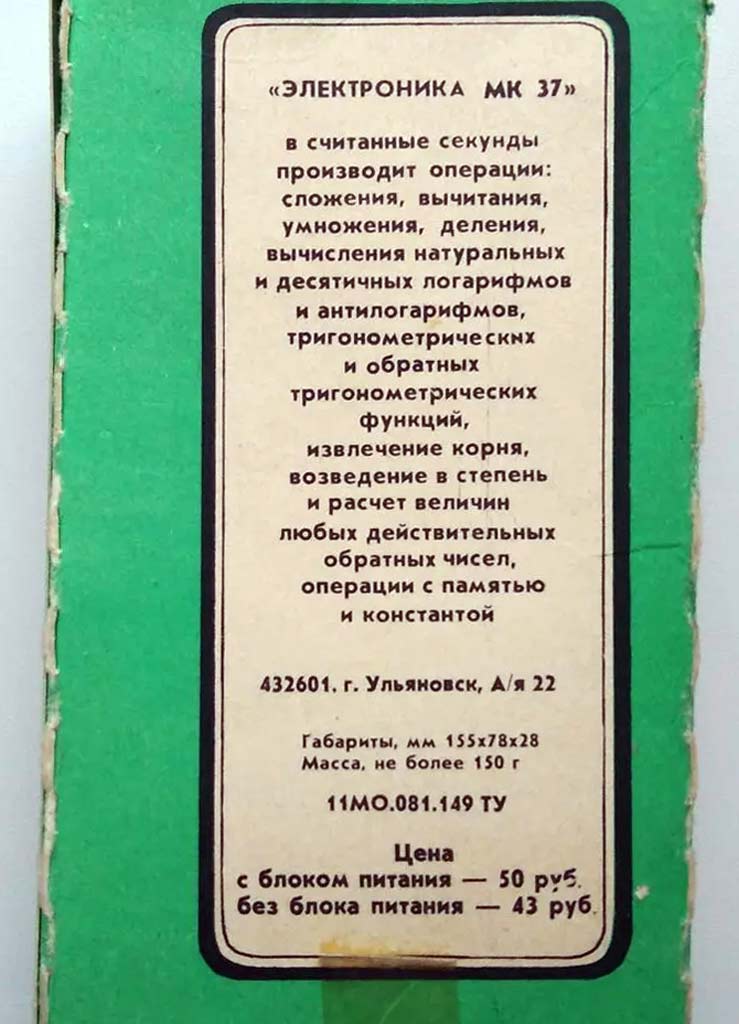 «ЭЛЕКТРОНИКА МК 37»
в считанные секунды
производит операции:
сложения, вычитания,
умножения, деления,
вычисления натуральных
и десятичных логарифмов
и антилогарифмов,
тригонометрических
и обратных
тригонометрических
функций,
извлечение корня,
возведение в степень
и расчет величин
любых действительных
обратных чисел,
операции с памятью
и константой
432601. г. Ульяновск, А/я 22
Габариты, мм 155х78х28
Масса, не более 150 г
11МО.081.149 ТУ
Цена
с блоком питания — 50 руб.
без блока питания — 43 руб.